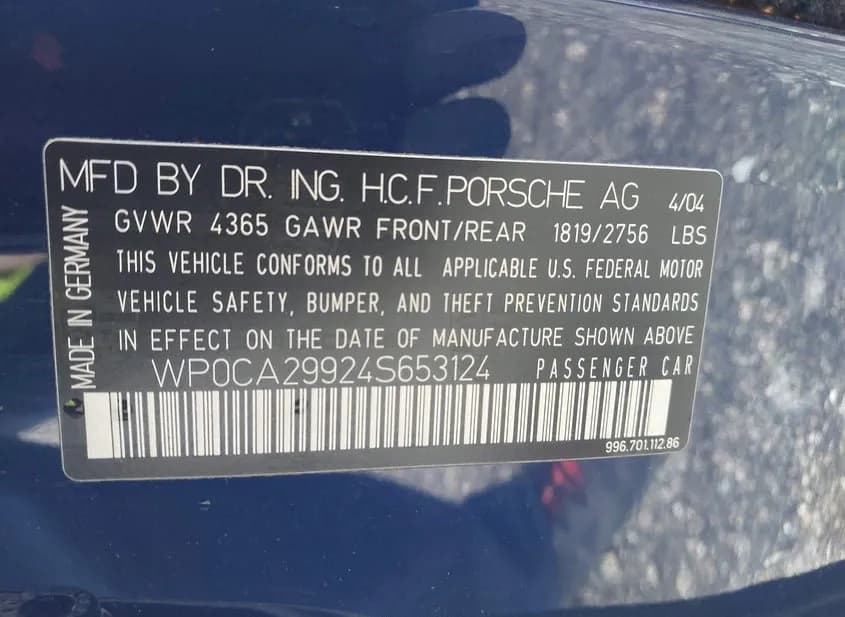 MFD BY DR. ING. H.C.F. PORSCHE AG 4/04
GVWR 4365 GAWR FRONT/REAR 1819/2756 LBS
THIS VEHICLE CONFORMS TO ALL APPLICABLE U.S. FEDERAL MOTOR
VEHICLE SAFETY, BUMPER, AND THEFT PREVENTION STANDARDS
IN EFFECT ON THE DATE OF MANUFACTURE SHOWN ABOVE
WP0CA29924S653124 PASSENGER CAR
996.701.112.86
MADE IN GERMANY